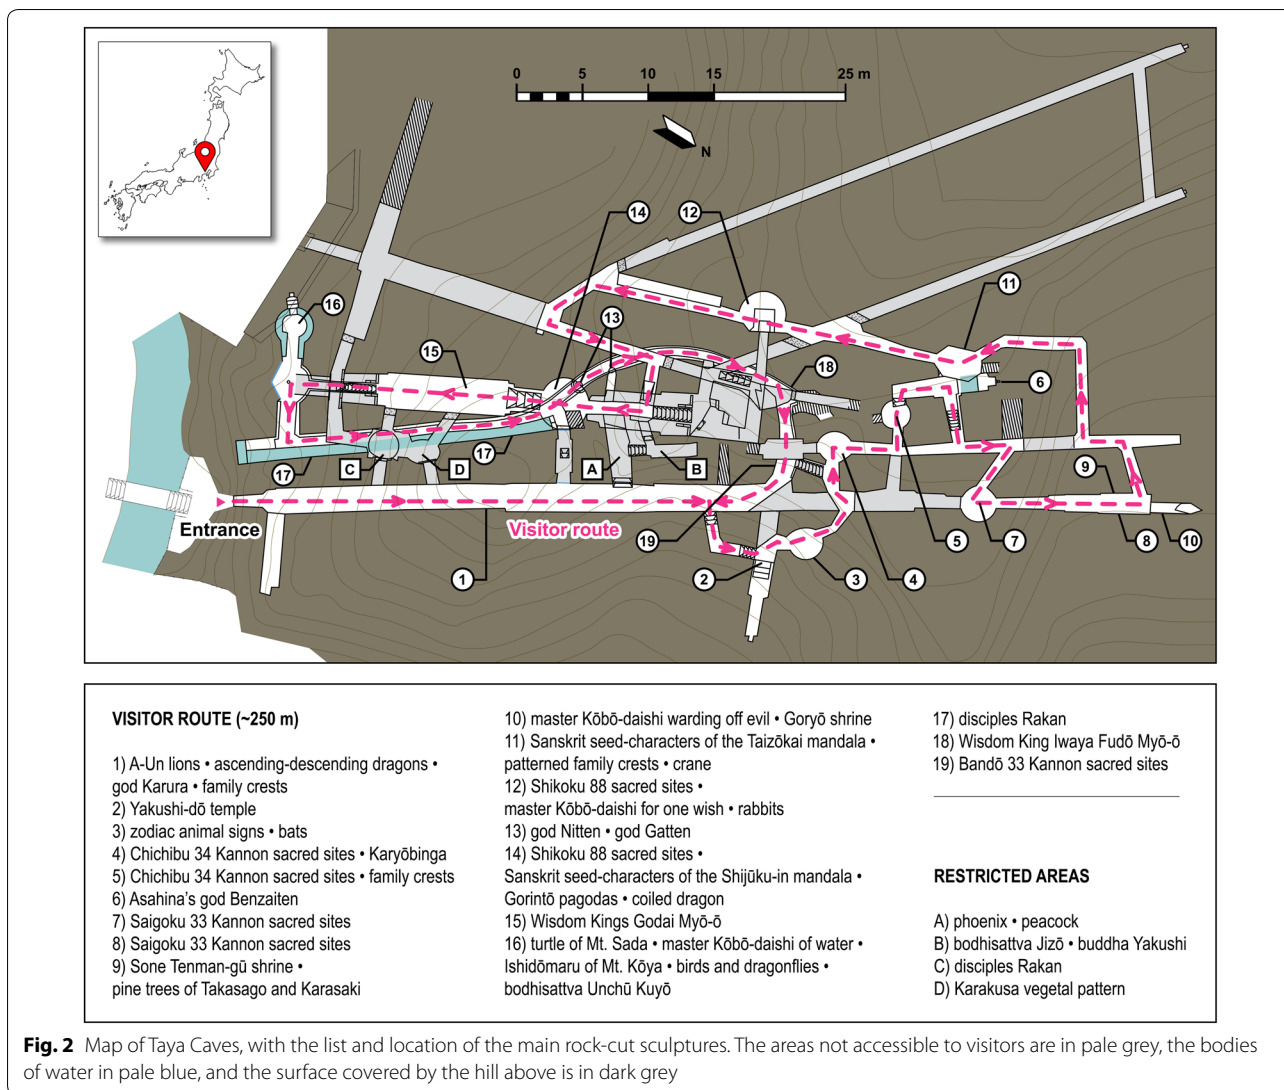 0 5 10 15 25 m
N
14
12
11
16
13
15
18
6
17
C
D
17
A
B
9
Entrance
Visitor route
19
5
7
8
10
1
2
3
4
VISITOR ROUTE (~250 m)
1) A-Un lions • ascending-descending dragons •
god Karura • family crests
2) Yakushi-dō temple
3) zodiac animal signs • bats
4) Chichibu 34 Kannon sacred sites • Karyōbinga
5) Chichibu 34 Kannon sacred sites • family crests
6) Asahina's god Benzaiten
7) Saigoku 33 Kannon sacred sites
8) Saigoku 33 Kannon sacred sites
9) Sone Tenman-gū shrine •
pine trees of Takasago and Karasaki
10) master Kōbō-daishi warding off evil • Goryō shrine
11) Sanskrit seed-characters of the Taizōkai mandala •
patterned family crests • crane
12) Shikoku 88 sacred sites •
master Kōbō-daishi for one wish • rabbits
13) god Nitten • god Gatten
14) Shikoku 88 sacred sites •
Sanskrit seed-characters of the Shijūku-in mandala •
Gorintō pagodas • coiled dragon
15) Wisdom Kings Godai Myō-ō
16) turtle of Mt. Sada • master Kōbō-daishi of water •
Ishidōmaru of Mt. Kōya • birds and dragonflies •
bodhisattva Unchū Kuyō
17) disciples Rakan
18) Wisdom King Iwaya Fudō Myō-ō
19) Bandō 33 Kannon sacred sites
RESTRICTED AREAS
A) phoenix • peacock
B) bodhisattva Jizō • buddha Yakushi
C) disciples Rakan
D) Karakusa vegetal pattern
Fig. 2 Map of Taya Caves, with the list and location of the main rock-cut sculptures. The areas not accessible to visitors are in pale grey, the bodies
of water in pale blue, and the surface covered by the hill above is in dark grey